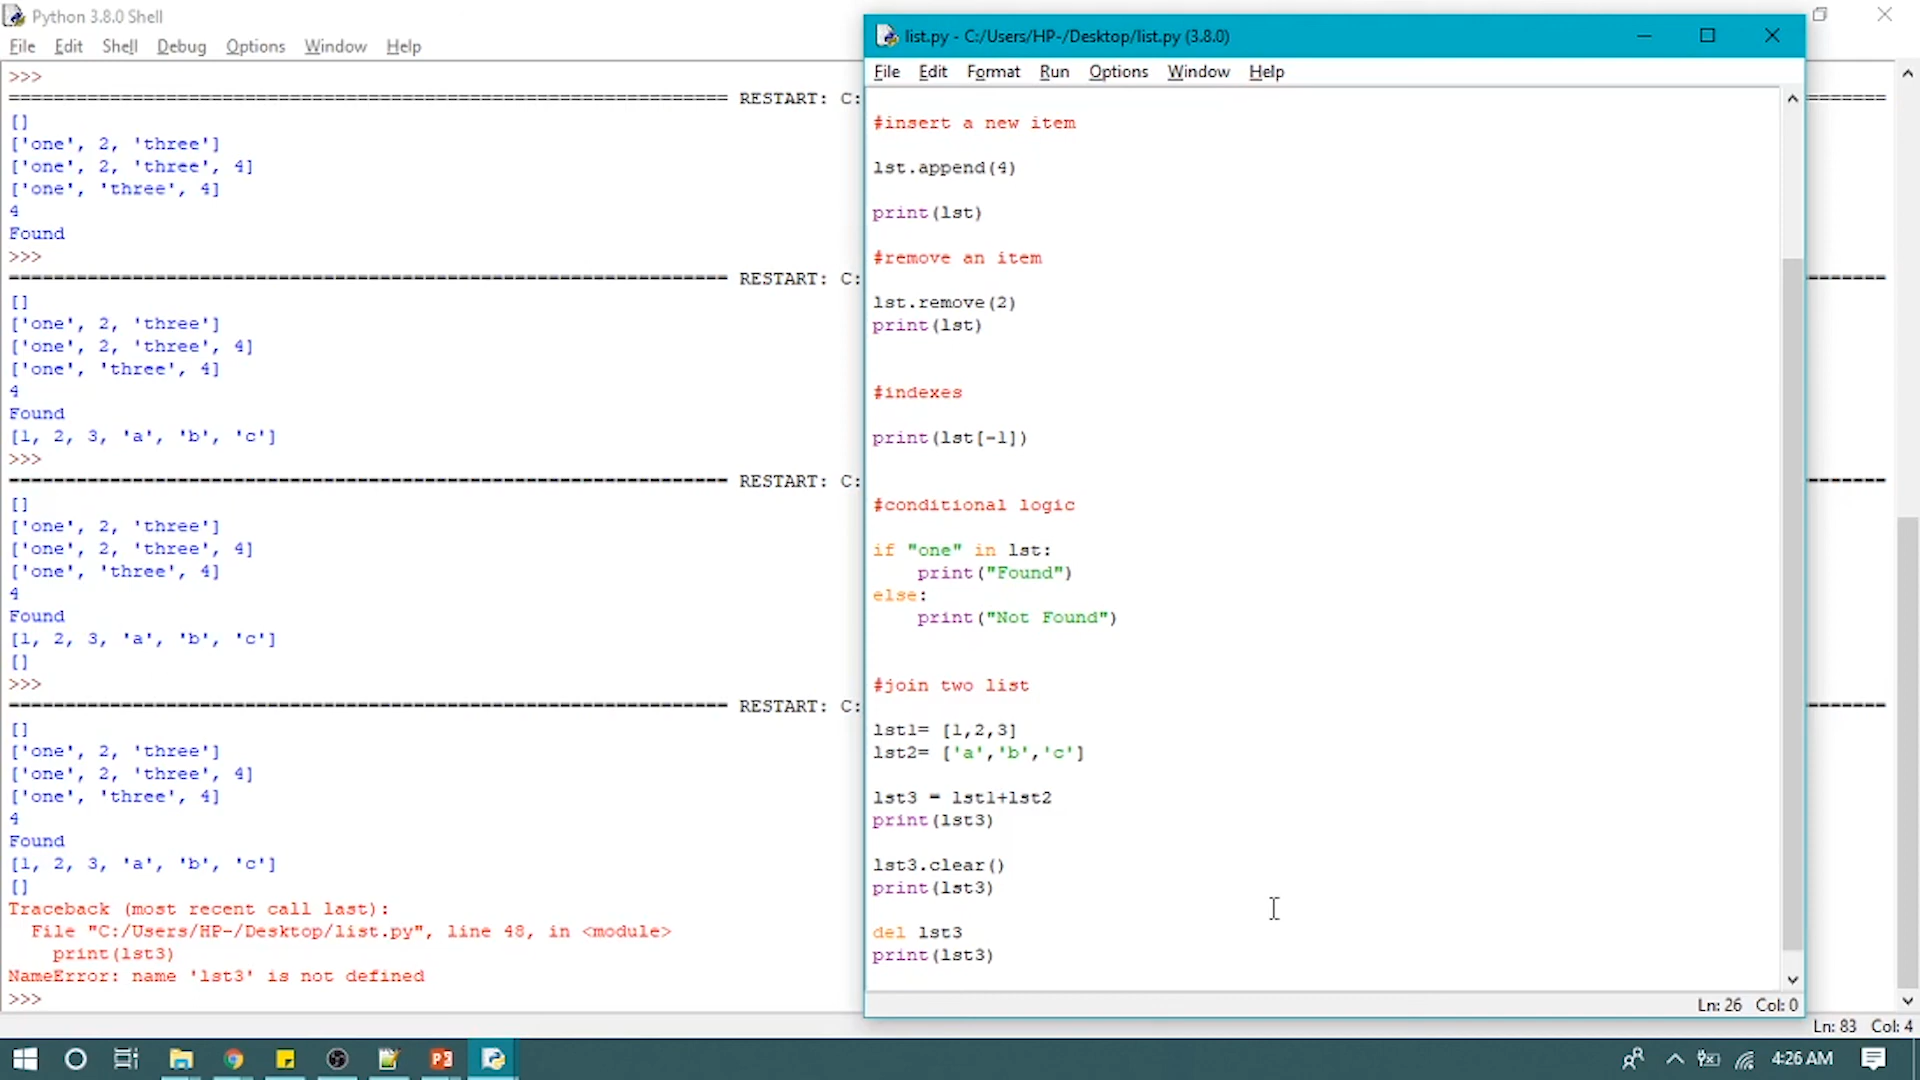 Python 3.8.0 Shell
File Edit Shell Debug Options Window Help
>>>
================================================================ RESTART: C:
[]
['one', 2, 'three']
['one', 2, 'three', 4]
['one', 'three', 4]
4
Found
>>>
================================================================ RESTART: C:
[]
['one', 2, 'three']
['one', 2, 'three', 4]
['one', 'three', 4]
4
Found
[1, 2, 3, 'a', 'b', 'c']
>>>
================================================================ RESTART: C:
[]
['one', 2, 'three']
['one', 2, 'three', 4]
['one', 'three', 4]
4
Found
[1, 2, 3, 'a', 'b', 'c']
[]
>>>
================================================================ RESTART: C:
[]
['one', 2, 'three']
['one', 2, 'three', 4]
['one', 'three', 4]
4
Found
[1, 2, 3, 'a', 'b', 'c']
[]
Traceback (most recent call last):
  File "C:/Users/HP-/Desktop/list.py", line 48, in <module>
    print(lst3)
NameError: name 'lst3' is not defined
>>>
Ln: 83 Col: 4
list.py - C:/Users/HP-/Desktop/list.py (3.8.0)
File Edit Format Run Options Window Help
#insert a new item
lst.append(4)
print(lst)
#remove an item
lst.remove(2)
print(lst)
#indexes
print(lst[-1])
#conditional logic
if "one" in lst:
    print("Found")
else:
    print("Not Found")
#join two list
lst1= [1,2,3]
lst2= ['a','b','c']
lst3 = lst1+lst2
print(lst3)
lst3.clear()
print(lst3)
del lst3
print(lst3)
Ln: 26 Col: 0
4:26 AM